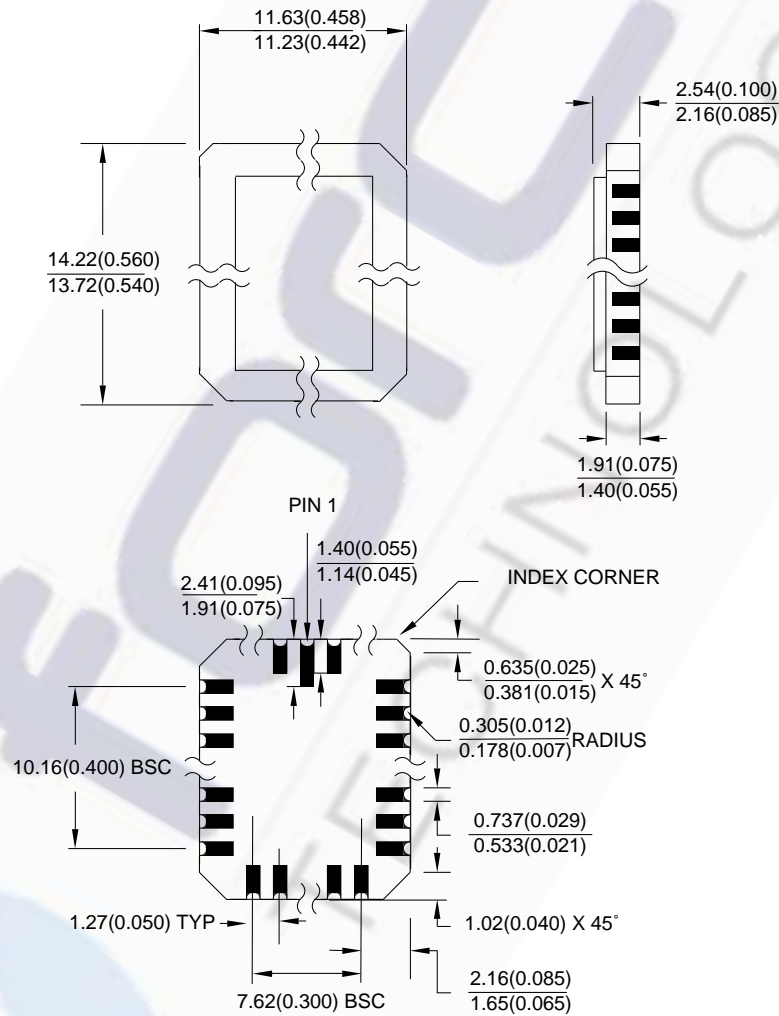 11.63(0.458)
11.23(0.442)
2.54(0.100)
2.16(0.085)
14.22(0.560)
13.72(0.540)
1.91(0.075)
1.40(0.055)
PIN 1
1.40(0.055)
1.14(0.045)
INDEX CORNER
2.41(0.095)
1.91(0.075)
0.635(0.025)
0.381(0.015) X 45°
0.305(0.012)
0.178(0.007) RADIUS
10.16(0.400) BSC
0.737(0.029)
0.533(0.021)
1.27(0.050) TYP
1.02(0.040) X 45°
2.16(0.085)
1.65(0.065)
7.62(0.300) BSC